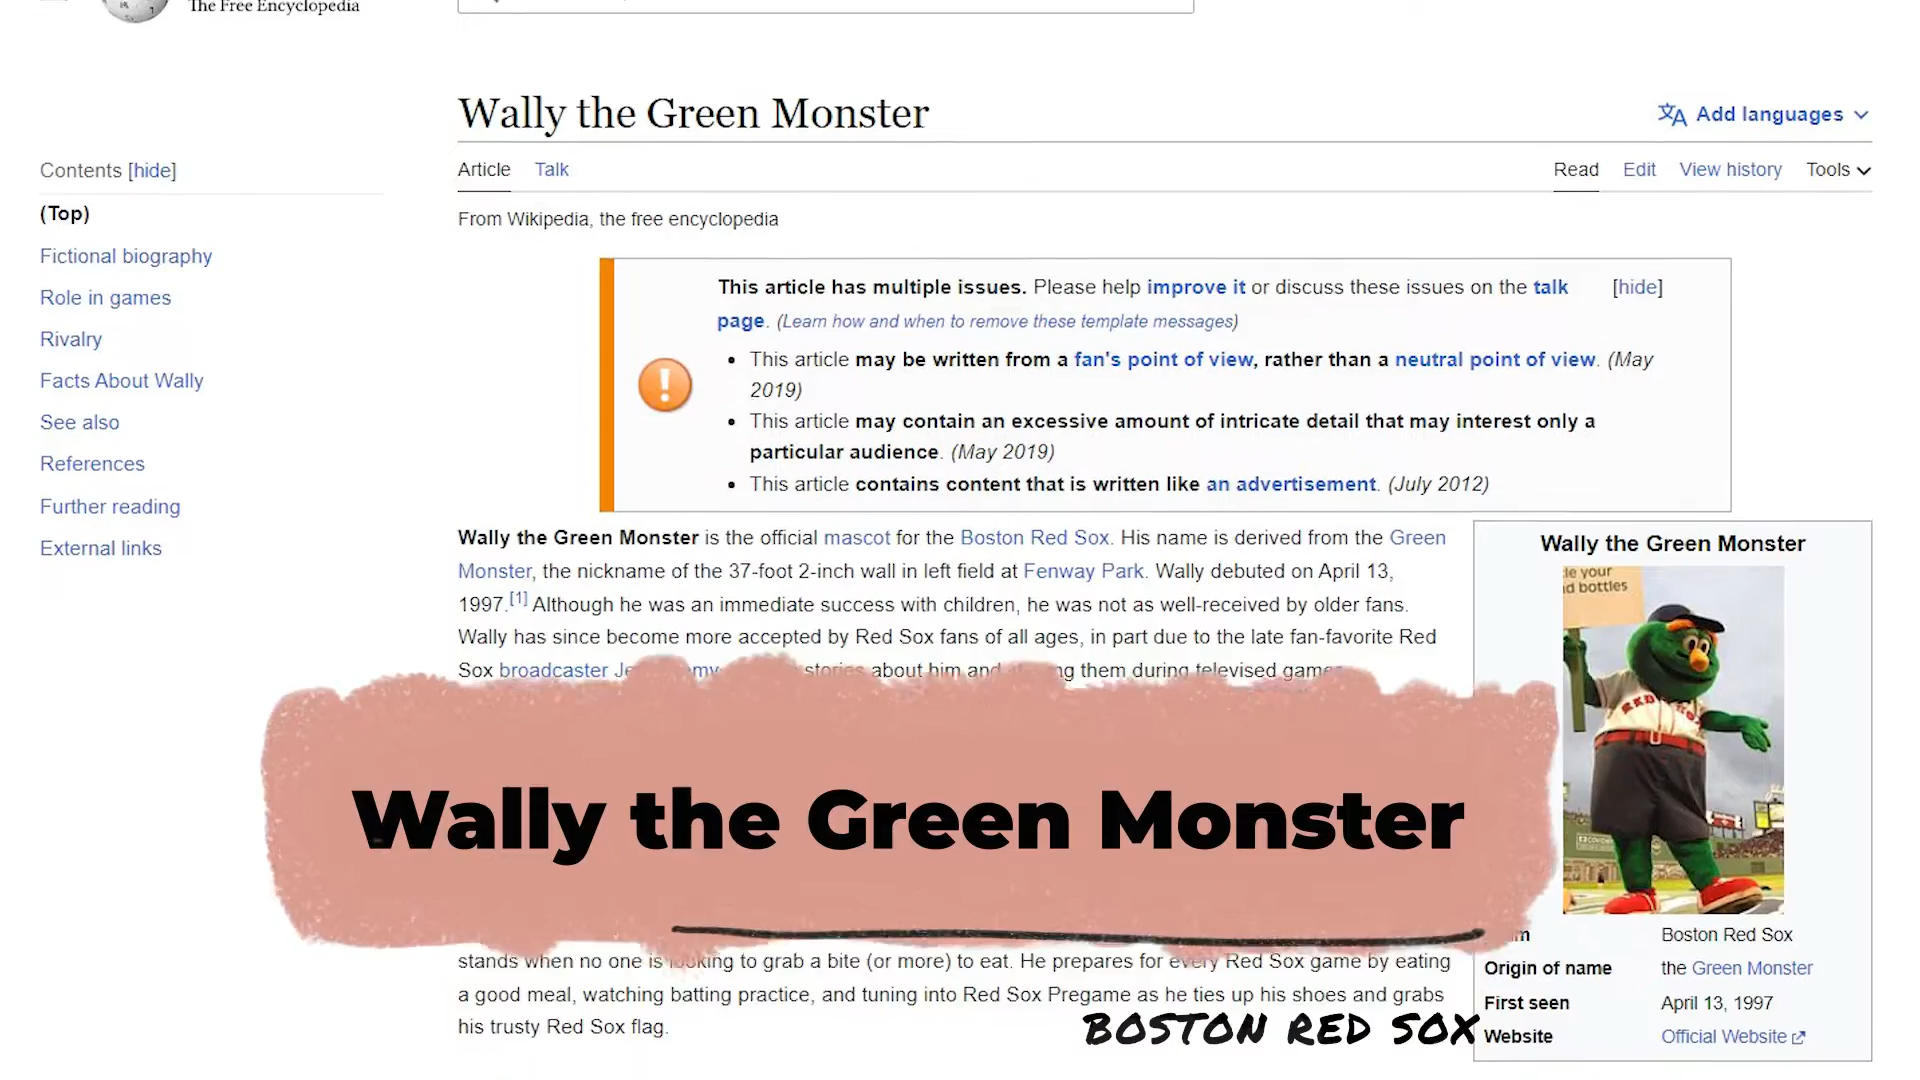 The Free Encyclopedia
Wally the Green Monster
Add languages
Contents [hide]
Article Talk
Read Edit View history Tools
(Top)
From Wikipedia, the free encyclopedia
Fictional biography
Role in games
Rivalry
Facts About Wally
See also
References
Further reading
External links
This article has multiple issues. Please help improve it or discuss these issues on the talk [hide]
page. (Learn how and when to remove these template messages)
• This article may be written from a fan's point of view, rather than a neutral point of view. (May
2019)
• This article may contain an excessive amount of intricate detail that may interest only a
particular audience. (May 2019)
• This article contains content that is written like an advertisement. (July 2012)
Wally the Green Monster is the official mascot for the Boston Red Sox. His name is derived from the Green
Monster, the nickname of the 37-foot 2-inch wall in left field at Fenway Park. Wally debuted on April 13,
1997.[1] Although he was an immediate success with children, he was not as well-received by older fans.
Wally has since become more accepted by Red Sox fans of all ages, in part due to the late fan-favorite Red
Sox broadcaster stories about him and them during televised games
Wally the Green Monster
your
bottles
RED
Wally the Green Monster
stands when no one is looking to grab a bite (or more) to eat. He prepares for every Red Sox game by eating
a good meal, watching batting practice, and tuning into Red Sox Pregame as he ties up his shoes and grabs
his trusty Red Sox flag.
BOSTON RED SOX
Boston Red Sox
Origin of name the Green Monster
First seen April 13, 1997
Website Official Website